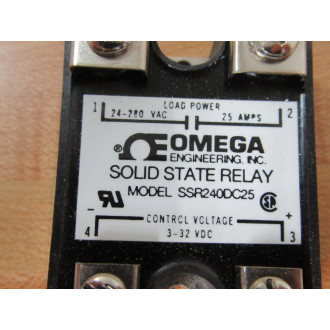 LOAD POWER
1 24-280 VAC 25 AMPS 2
® OMEGA
ENGINEERING, INC.
SOLID STATE RELAY
MODEL SSR240DC25
CONTROL VOLTAGE
- +
4 3-32 VDC 3